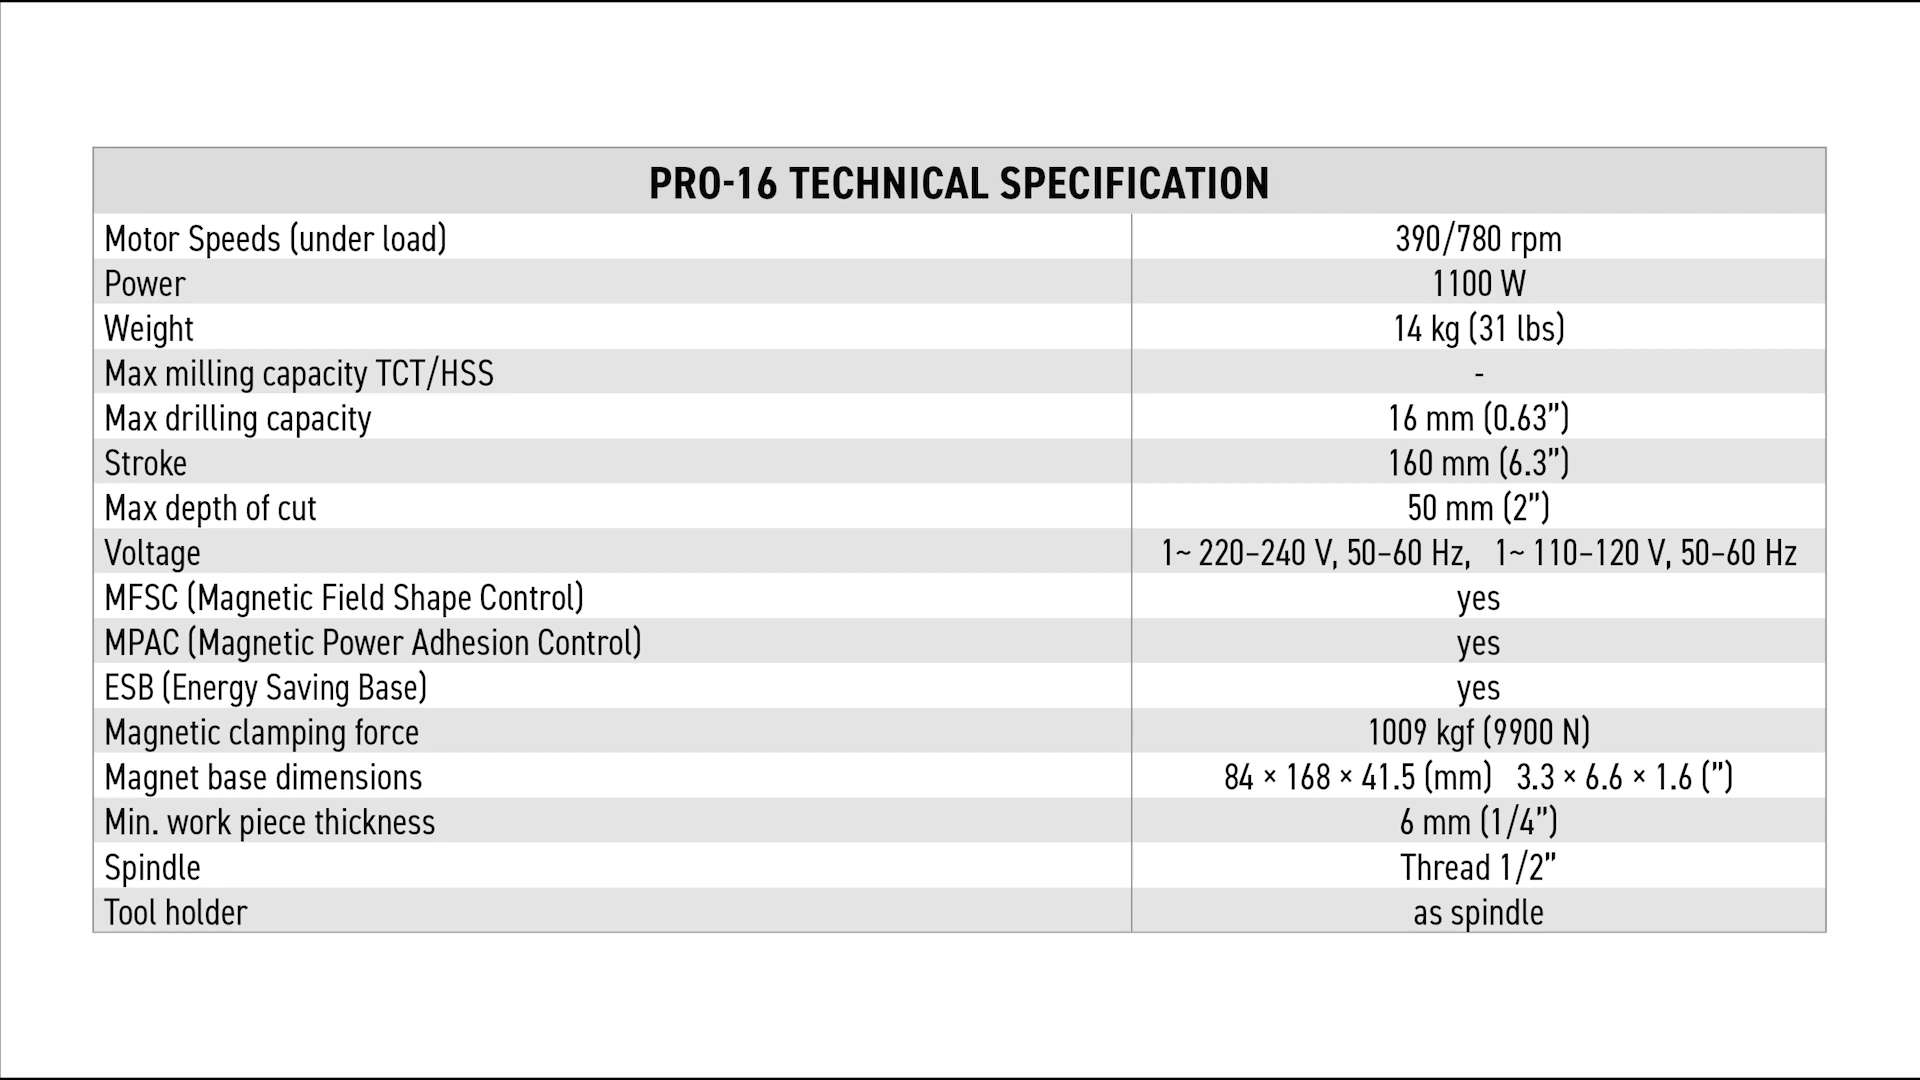 PRO-16 TECHNICAL SPECIFICATION
Motor Speeds (under load) 390/780 rpm
Power 1100 W
Weight 14 kg (31 lbs)
Max milling capacity TCT/HSS -
Max drilling capacity 16 mm (0.63”)
Stroke 160 mm (6.3”)
Max depth of cut 50 mm (2”)
Voltage 1~ 220–240 V, 50–60 Hz, 1~ 110–120 V, 50–60 Hz
MFSC (Magnetic Field Shape Control) yes
MPAC (Magnetic Power Adhesion Control) yes
ESB (Energy Saving Base) yes
Magnetic clamping force 1009 kgf (9900 N)
Magnet base dimensions 84 × 168 × 41.5 (mm) 3.3 × 6.6 × 1.6 (”)
Min. work piece thickness 6 mm (1/4”)
Spindle Thread 1/2”
Tool holder as spindle